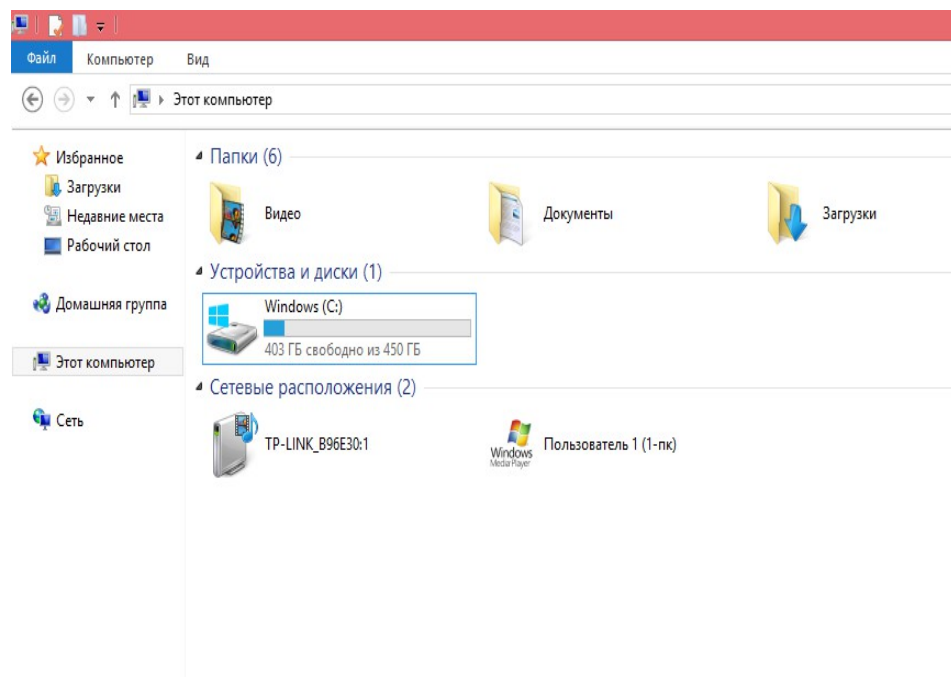 Файл Компьютер Вид
Этот компьютер
Избранное
Загрузки
Недавние места
Рабочий стол
Домашняя группа
Этот компьютер
Сеть
Папки (6)
Видео
Документы
Загрузки
Устройства и диски (1)
Windows (C:)
403 ГБ свободно из 450 ГБ
Сетевые расположения (2)
TP-LINK_B96E30:1
Windows
Media Player
Пользователь 1 (1-пк)